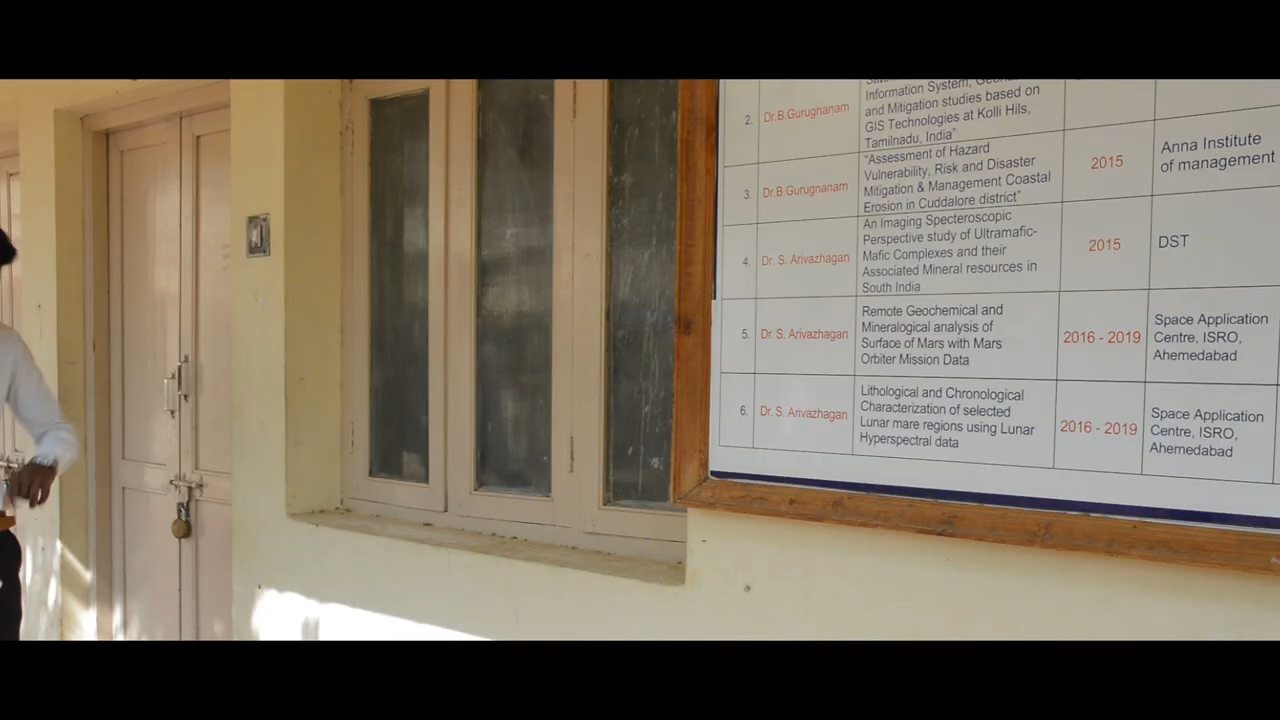 Information System,
2. Dr.B.Gurugnanam and Mitigation studies based on
GIS Technologies at Kolli Hils,
Tamilnadu, India"
3. Dr.B.Gurugnanam "Assessment of Hazard
Vulnerability, Risk and Disaster
Mitigation & Management Coastal
Erosion in Cuddalore district"
2015
Anna Institute
of management
4. Dr. S. Arivazhagan
An Imaging Specteroscopic
Perspective study of Ultramafic-
Mafic Complexes and their
Associated Mineral resources in
South India
2015
DST
5. Dr. S. Arivazhagan
Remote Geochemical and
Mineralogical analysis of
Surface of Mars with Mars
Orbiter Mission Data
2016 - 2019
Space Application
Centre, ISRO,
Ahemedabad
6. Dr. S. Arivazhagan
Lithological and Chronological
Characterization of selected
Lunar mare regions using Lunar
Hyperspectral data
2016 - 2019
Space Application
Centre, ISRO,
Ahemedabad